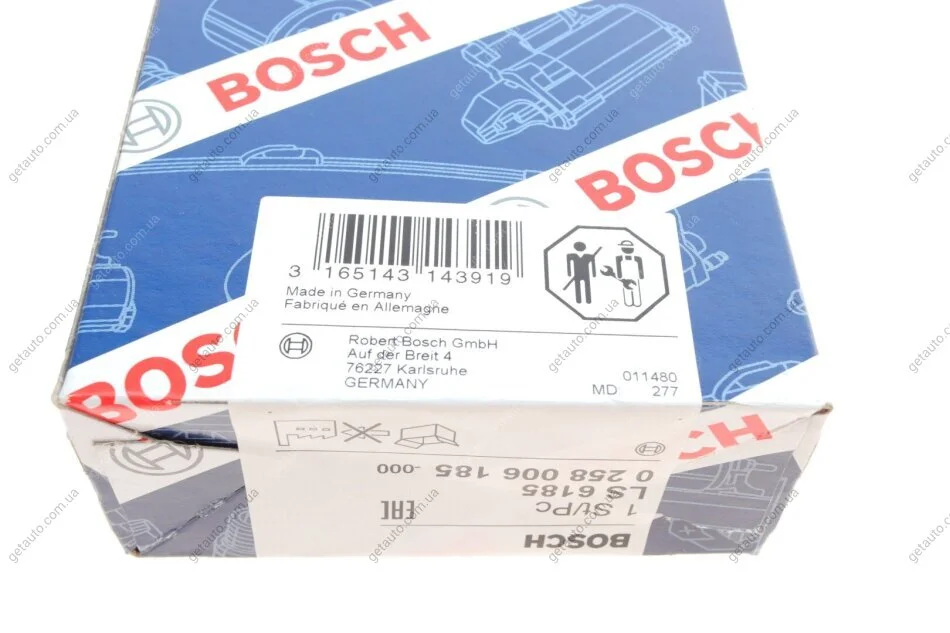 BOSCH
BOSCH
3 165143 143919
Made in Germany
Fabriqué en Allemagne
Robert Bosch GmbH
Auf der Breit 4
76227 Karlsruhe
GERMANY
011480
MD 277
BOSC
CH
BOSCH
1 St/Pc
EAC
LS 6185
0 258 006 185 -000
getauto.com.ua